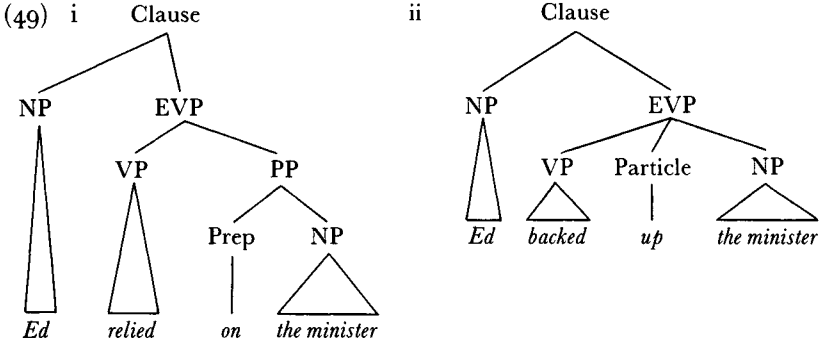 (49) i Clause ii Clause
NP EVP NP EVP
VP PP VP Particle NP
Prep NP Ed backed up the minister
Ed relied on the minister